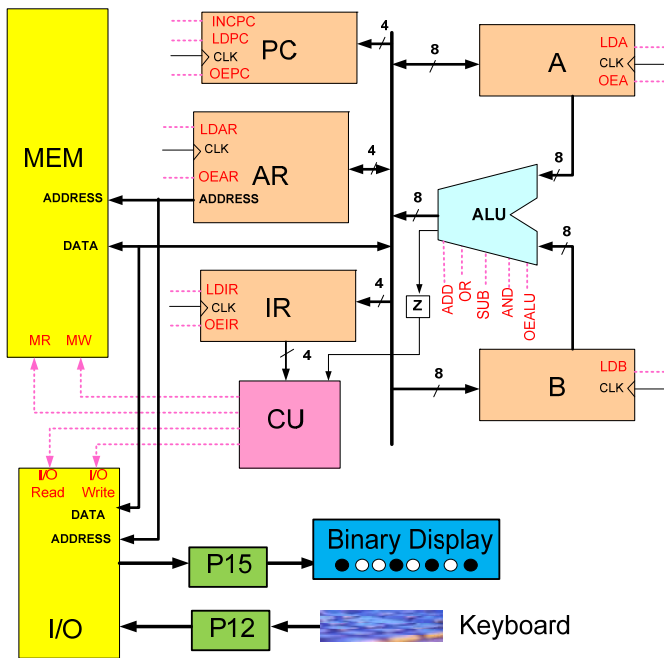 INCPC
LDPC
CLK
OEPC
PC
4
8
A
LDA
CLK
OEA
MEM
ADDRESS
DATA
MR MW
LDAR
CLK
OEAR
AR
ADDRESS
4
8
ALU
8
8
ADD
OR
SUB
AND
OEALU
Z
LDIR
CLK
OEIR
IR
4
4
8
B
LDB
CLK
CU
I/O
Read
I/O
Write
DATA
ADDRESS
I/O
P15
Binary Display
P12
Keyboard